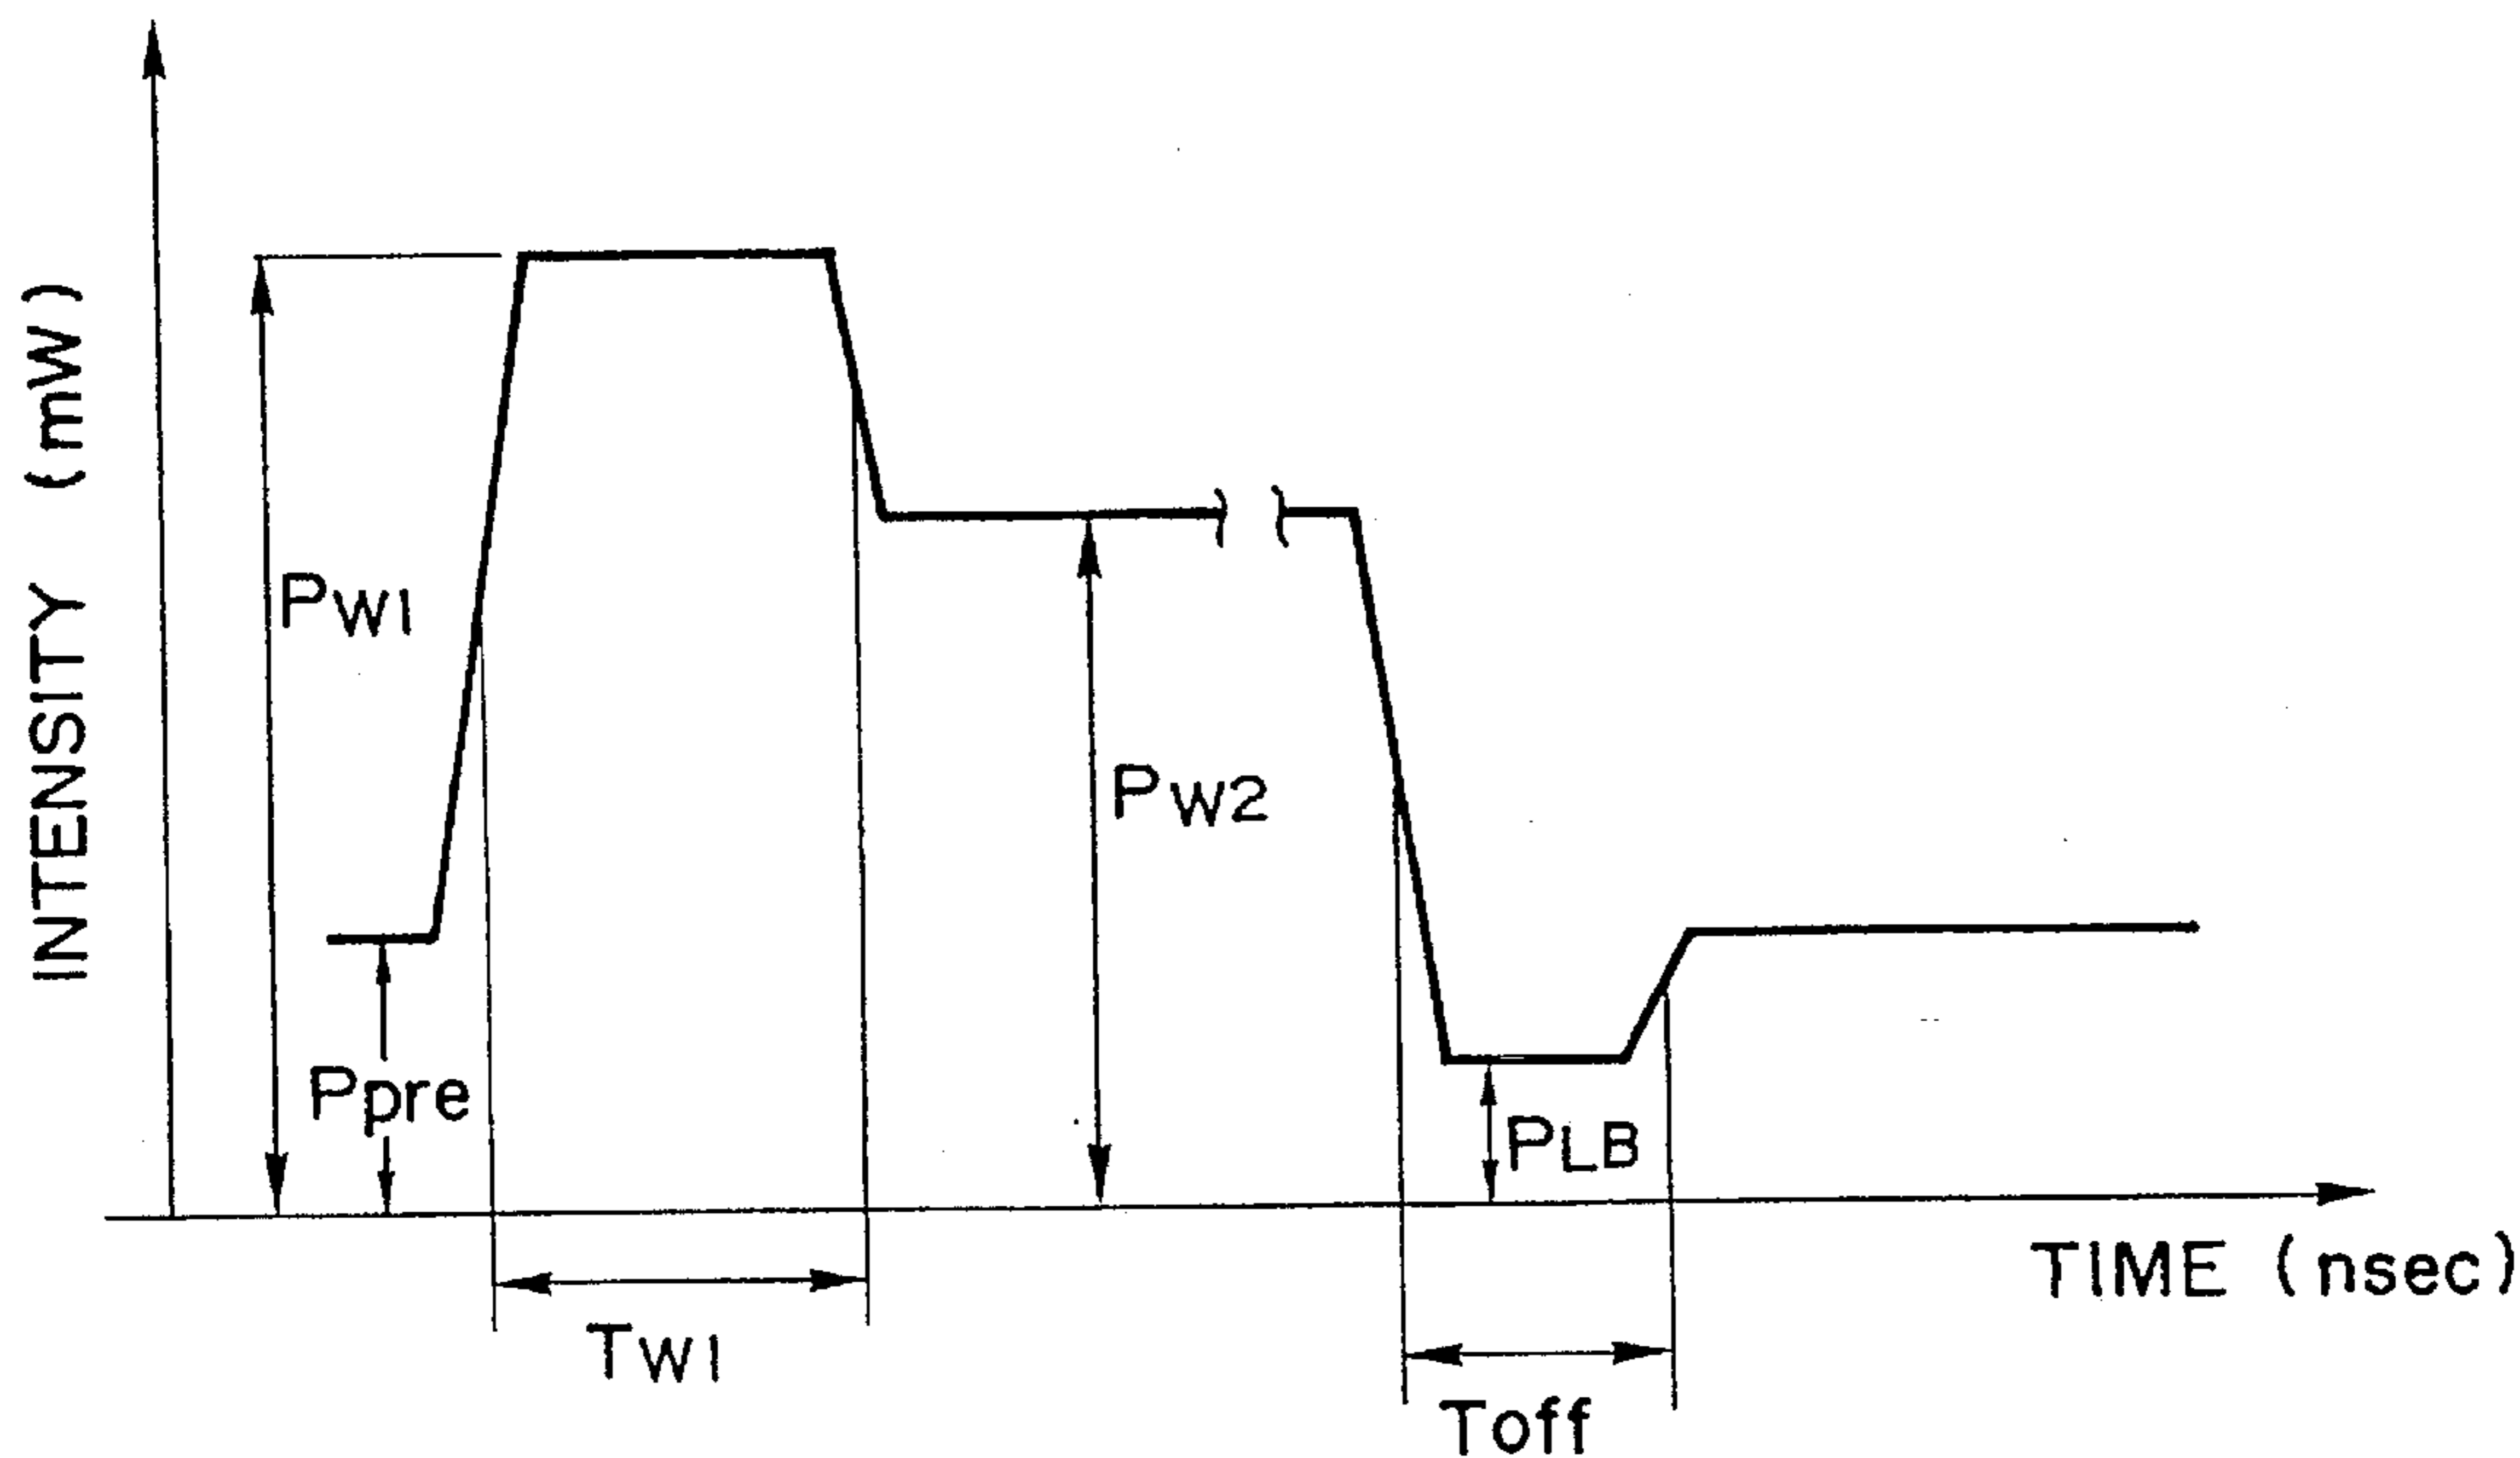 INTENSITY (mW)
PW1
PW2
Ppre
PLB
TIME (nsec)
TW1
Toff